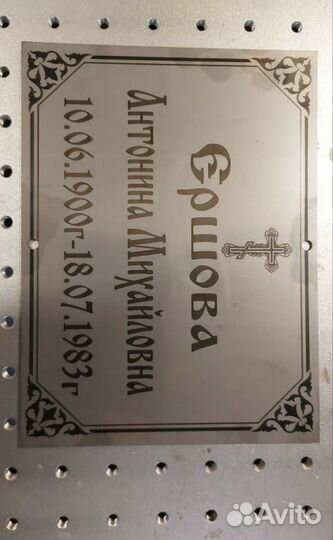 Ершова
Антонина Михайловна
10.06.1900г-18.07.1983г
Avito